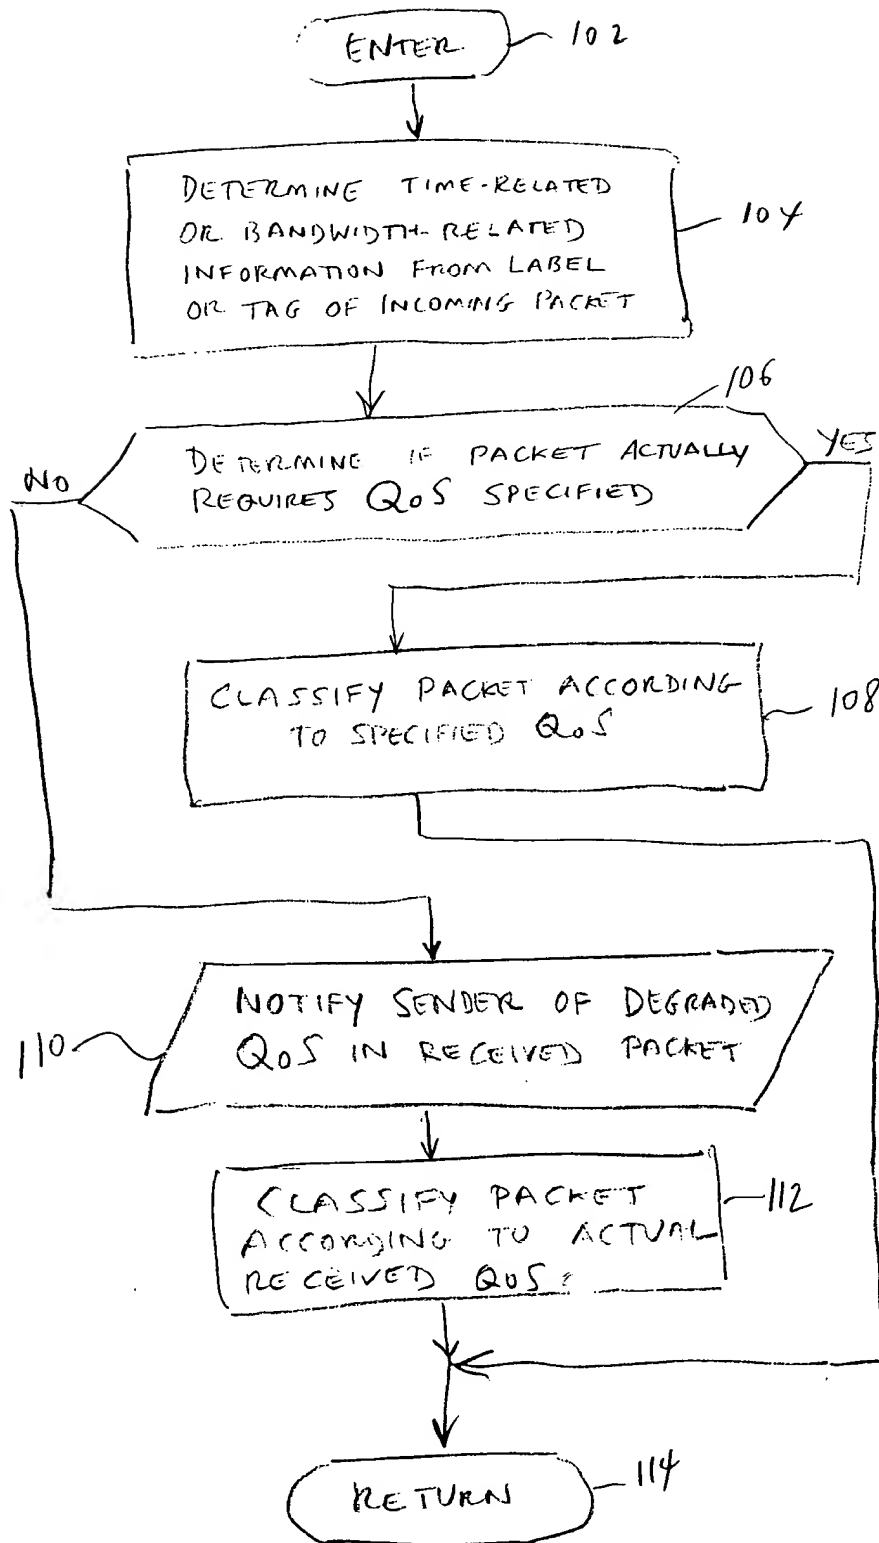 ENTER
102
DETERMINE TIME-RELATED
OR BANDWIDTH-RELATED
INFORMATION FROM LABEL
OR TAG OF INCOMING PACKET
104
106
DETERMINE IF PACKET ACTUALLY
REQUIRES QoS SPECIFIED
NO
YES
CLASSIFY PACKET ACCORDING
TO SPECIFIED QoS
108
NOTIFY SENDER OF DEGRADED
QoS IN RECEIVED PACKET
110
CLASSIFY PACKET
ACCORDING TO ACTUAL
RECEIVED QoS
112
RETURN
114